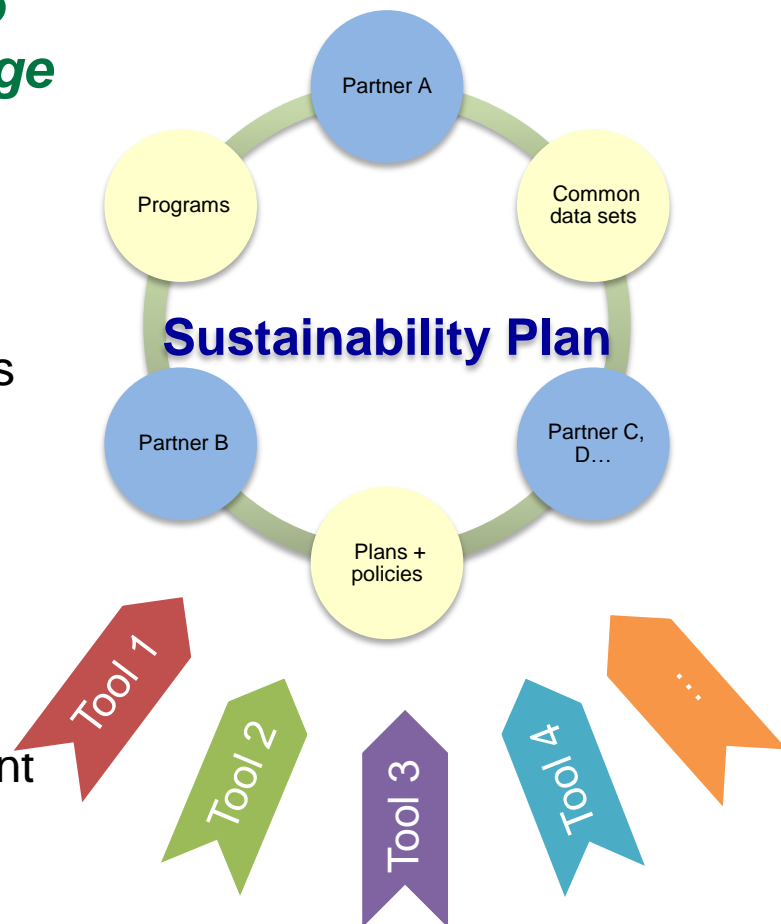 ge
Partner A
Programs
Common
data sets
Sustainability Plan
s
Partner B
Partner C,
D…
Plans +
policies
Tool 1
Tool 2
Tool 3
Tool 4
…
nt